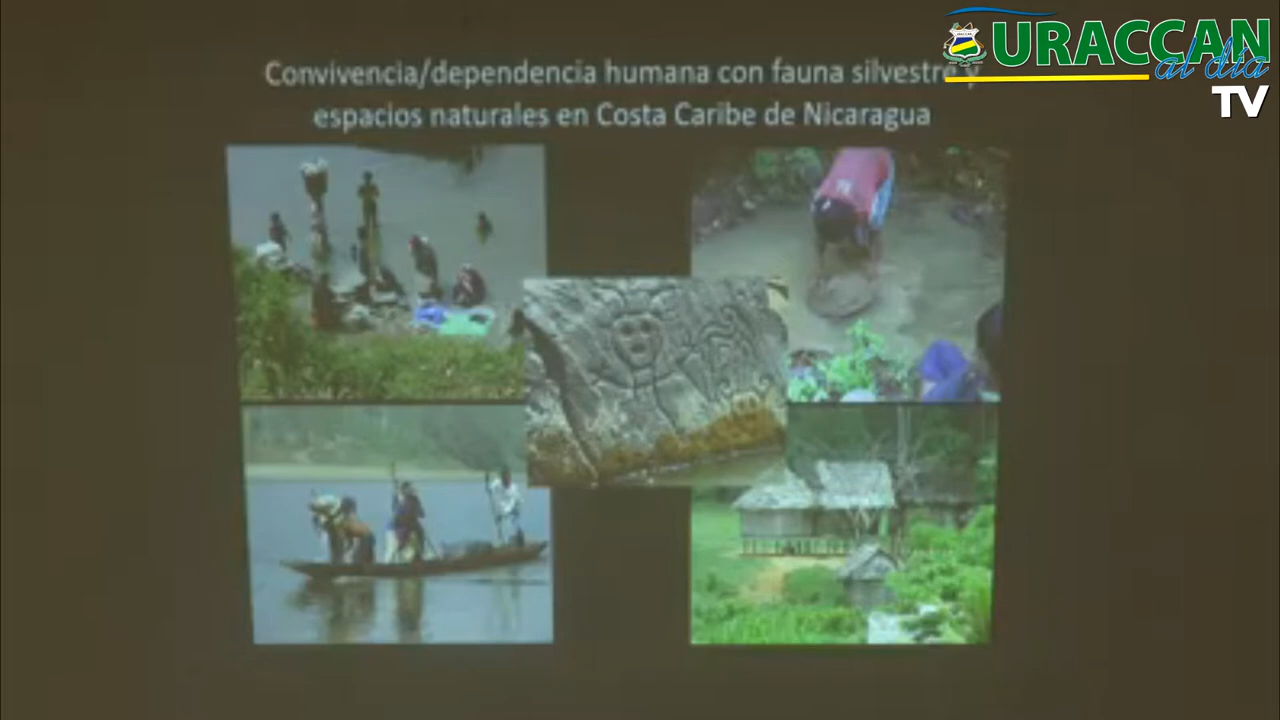 Convivencia/dependencia humana con fauna silvestre y
espacios naturales en Costa Caribe de Nicaragua
URACCAN
al día
TV